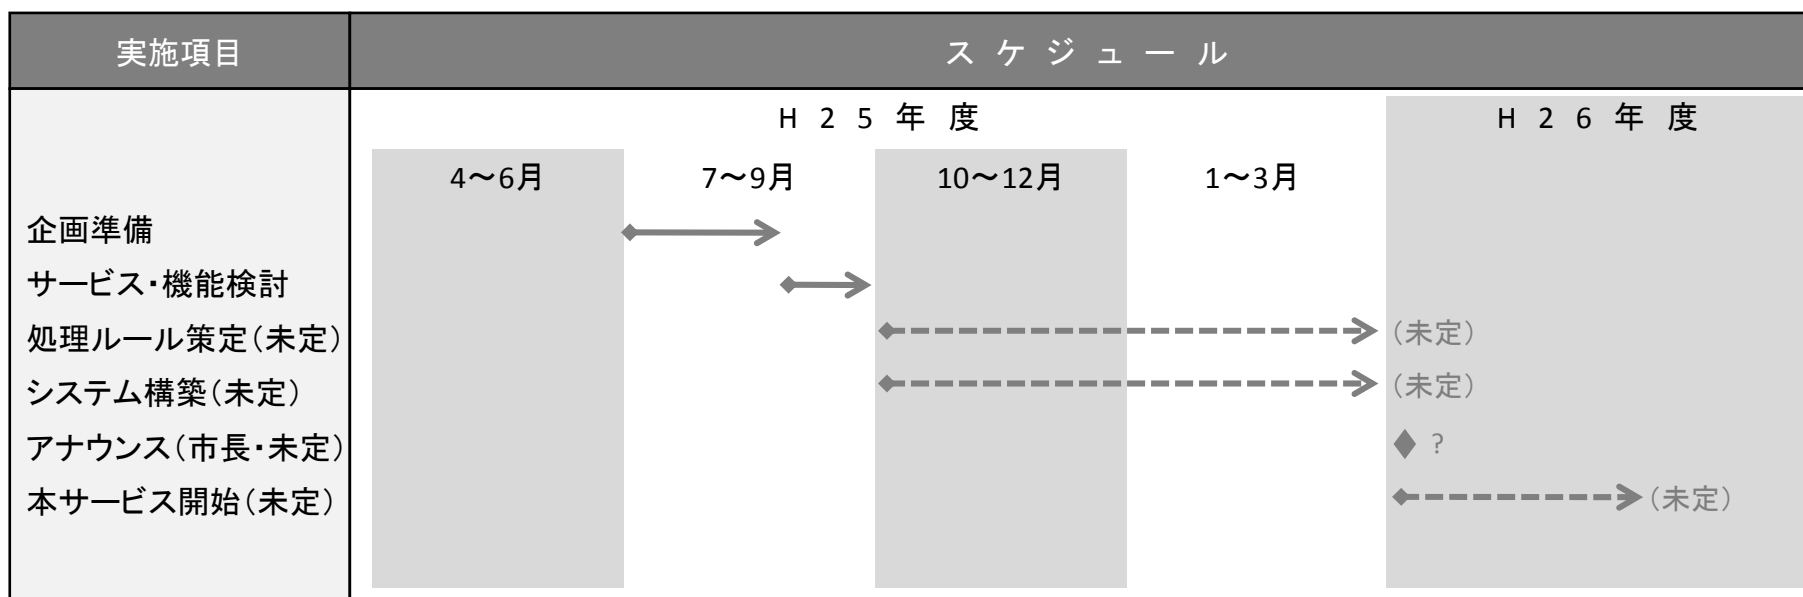 実施項目
スケジュール
H25年度
H26年度
4～6月
7～9月
10～12月
1～3月
企画準備
サービス・機能検討
処理ルール策定(未定)
(未定)
システム構築(未定)
(未定)
アナウンス(市長・未定)
?
本サービス開始(未定)
(未定)